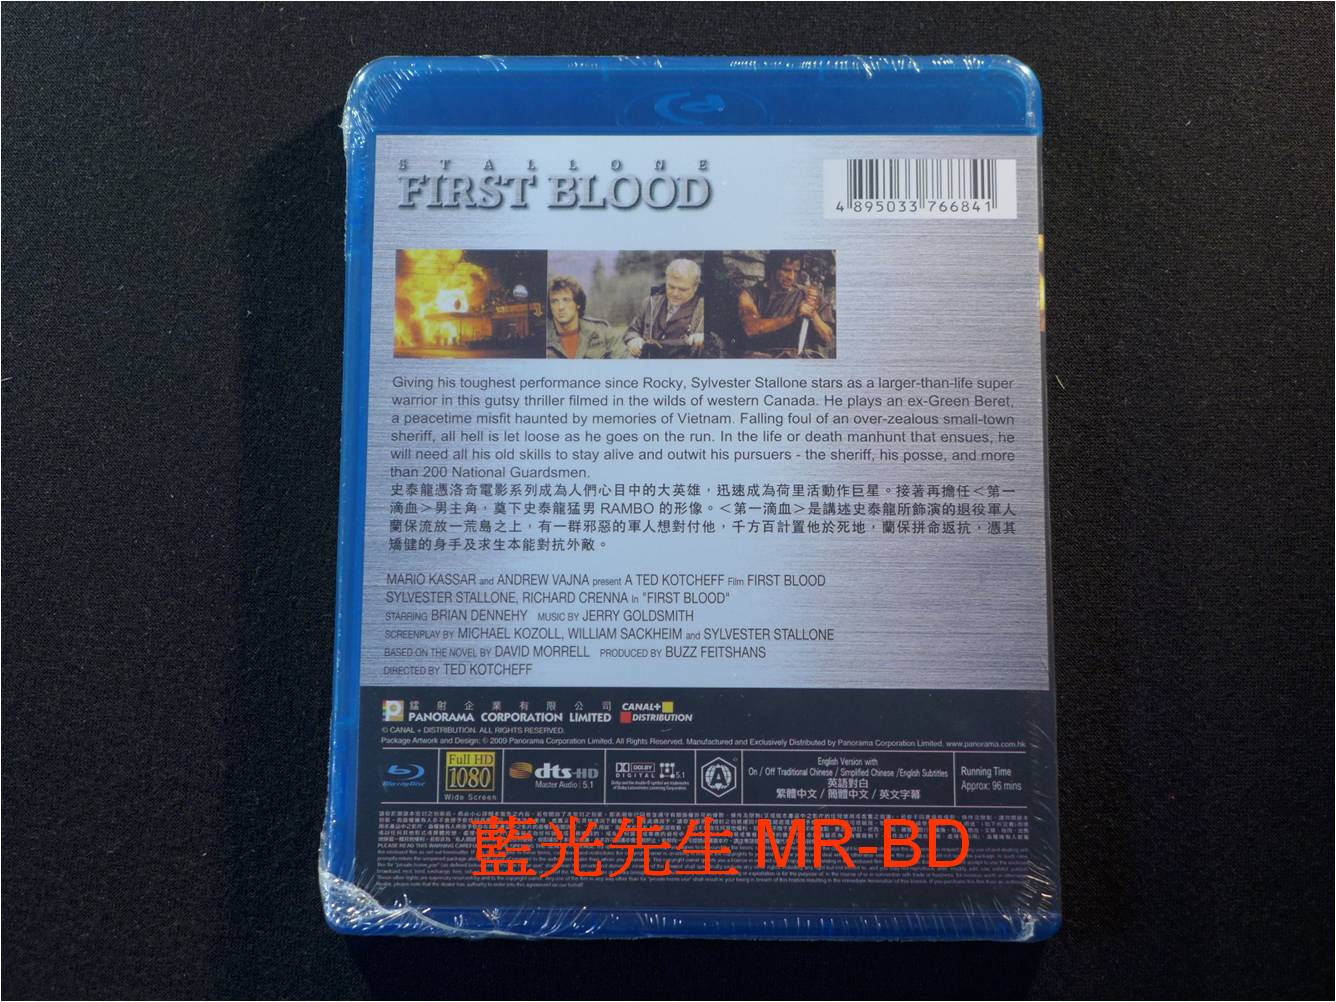 STALLONE
FIRST BLOOD
4 895033 766841
Giving his toughest performance since Rocky, Sylvester Stallone stars as a larger-than-life super
warrior in this gutsy thriller filmed in the wilds of western Canada. He plays an ex-Green Beret,
a peacetime misfit haunted by memories of Vietnam. Falling foul of an over-zealous small-town
sheriff, all hell is let loose as he goes on the run. In the life or death manhunt that ensues, he
will need all his old skills to stay alive and outwit his pursuers - the sheriff, his posse, and more
than 200 National Guardsmen.
史泰龍憑洛奇電影系列成為人們心目中的大英雄，迅速成為荷里活動作巨星。接著再擔任＜第一
滴血＞男主角，奠下史泰龍猛男 RAMBO 的形像。＜第一滴血＞是講述史泰龍所飾演的退役軍人
蘭保流放一荒島之上，有一群邪惡的軍人想對付他，千方百計置他於死地，蘭保拼命返抗，憑其
矯健的身手及求生本能對抗外敵。
MARIO KASSAR and ANDREW VAJNA present A TED KOTCHEFF Film FIRST BLOOD
SYLVESTER STALLONE, RICHARD CRENNA In "FIRST BLOOD"
STARRING BRIAN DENNEHY MUSIC BY JERRY GOLDSMITH
SCREENPLAY BY MICHAEL KOZOLL, WILLIAM SACKHEIM and SYLVESTER STALLONE
BASED ON THE NOVEL BY DAVID MORRELL PRODUCED BY BUZZ FEITSHANS
DIRECTED BY TED KOTCHEFF
鐳射企業有限公司
PANORAMA CORPORATION LIMITED
CANAL+
DISTRIBUTION
© CANAL + DISTRIBUTION. ALL RIGHTS RESERVED.
Package Artwork and Design: © 2009 Panorama Corporation Limited. All Rights Reserved. Manufactured and Exclusively Distributed by Panorama Corporation Limited. www.panorama.com.hk
Blu-ray Disc
Full HD
1080
Wide Screen
dts-HD
Master Audio | 5.1
DOLBY
DIGITAL 5.1
English Version with
On / Off Traditional Chinese / Simplified Chinese /English Subtitles
英語對白
繁體中文 / 簡體中文 / 英文字幕
Running Time
Approx: 96 mins
藍光先生 MR-BD